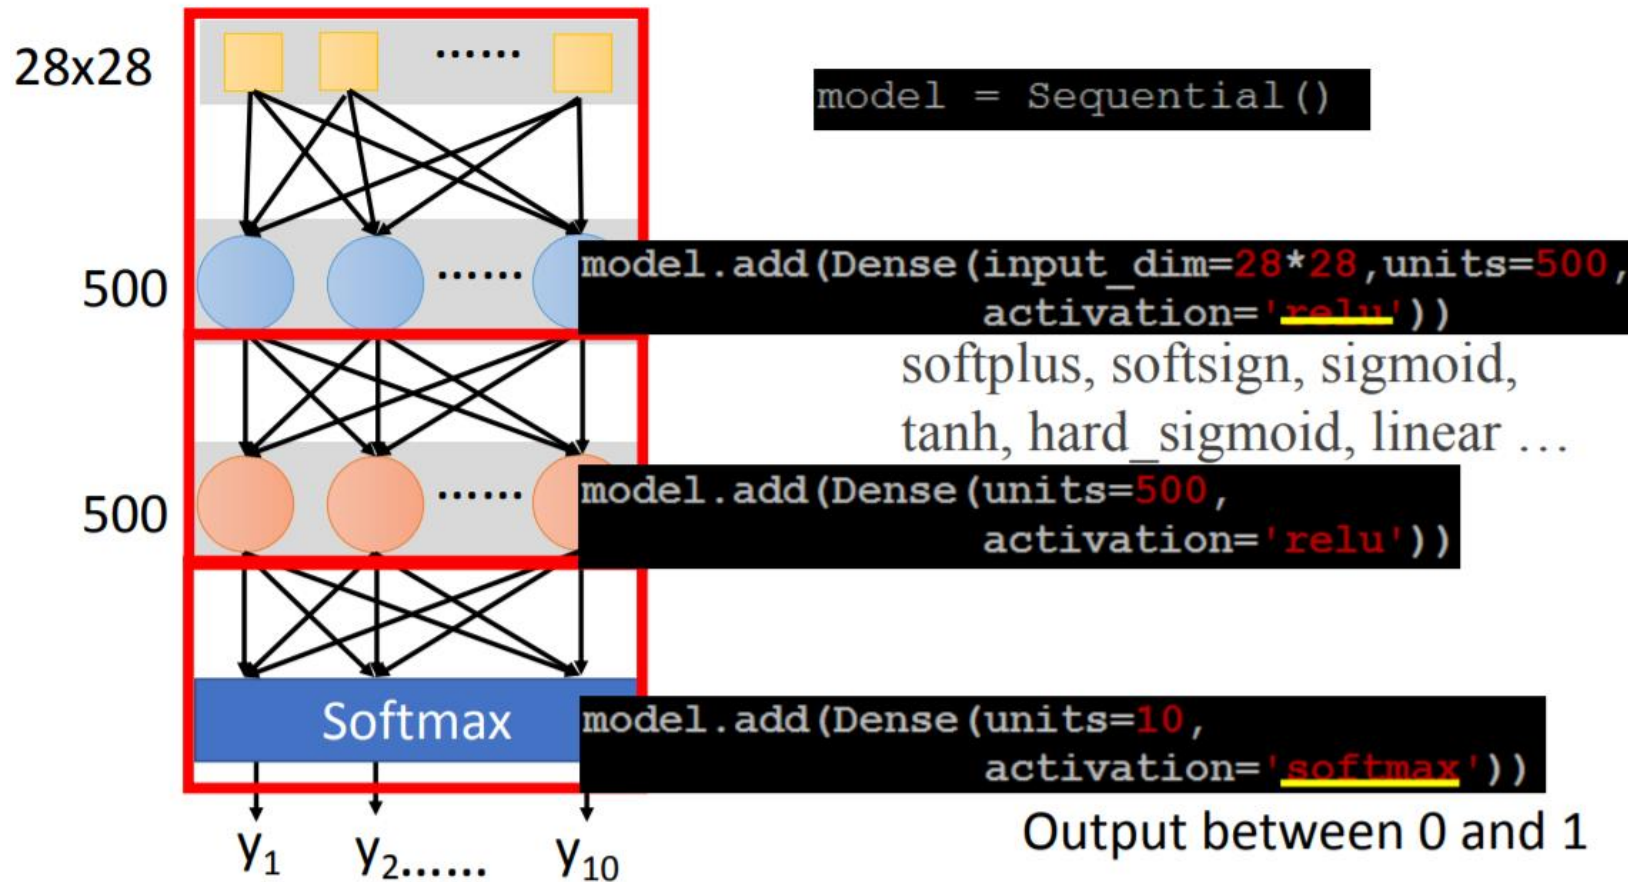 28x28
......
model = Sequential()
500
......
model.add(Dense(input_dim=28*28,units=500,
activation='relu'))
softplus, softsign, sigmoid,
tanh, hard_sigmoid, linear …
500
......
model.add(Dense(units=500,
activation='relu'))
Softmax
model.add(Dense(units=10,
activation='softmax'))
y1 y2...... y10
Output between 0 and 1